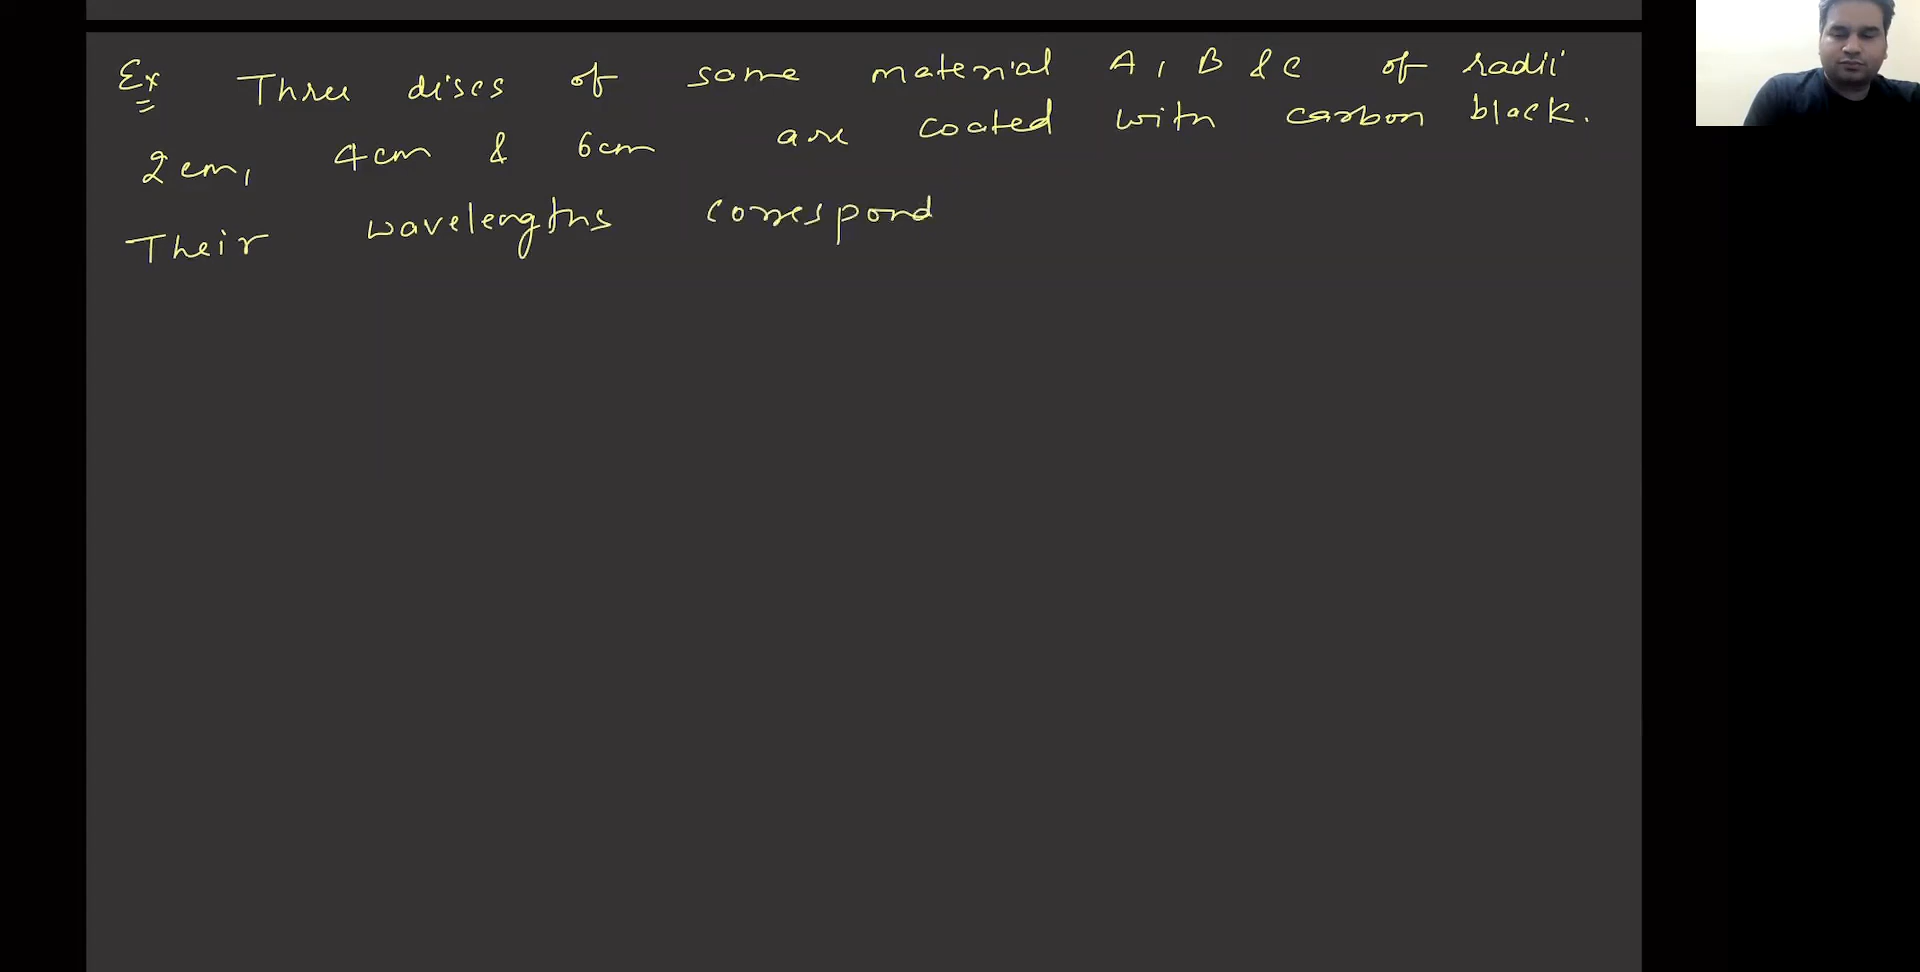 Ex Three discs of same material A, B & C of radii
2cm, 4cm & 6cm are coated with carbon black.
Their wavelengths correspond